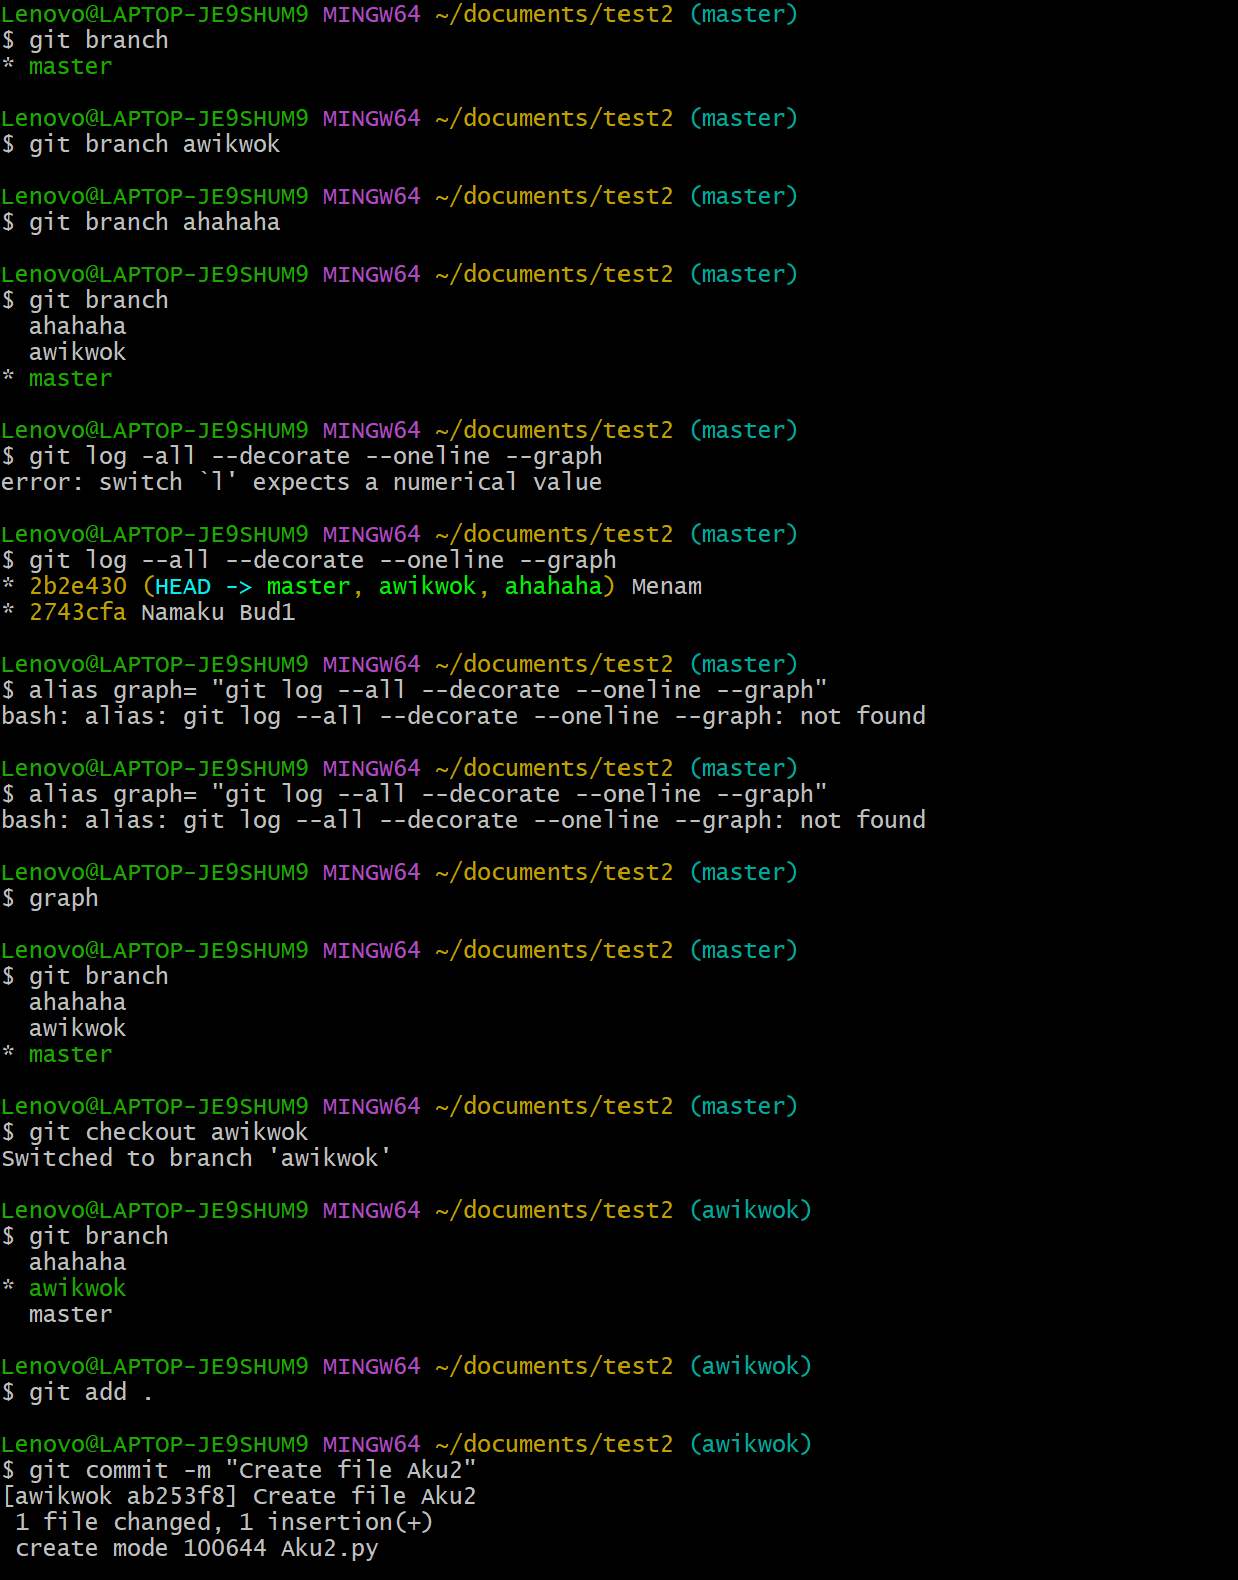 Lenovo@LAPTOP-JE9SHUM9 MINGW64 ~/documents/test2 (master)
$ git branch
* master
Lenovo@LAPTOP-JE9SHUM9 MINGW64 ~/documents/test2 (master)
$ git branch awikwok
Lenovo@LAPTOP-JE9SHUM9 MINGW64 ~/documents/test2 (master)
$ git branch ahahaha
Lenovo@LAPTOP-JE9SHUM9 MINGW64 ~/documents/test2 (master)
$ git branch
  ahahaha
  awikwok
* master
Lenovo@LAPTOP-JE9SHUM9 MINGW64 ~/documents/test2 (master)
$ git log -all --decorate --oneline --graph
error: switch `l' expects a numerical value
Lenovo@LAPTOP-JE9SHUM9 MINGW64 ~/documents/test2 (master)
$ git log --all --decorate --oneline --graph
* 2b2e430 (HEAD -> master, awikwok, ahahaha) Menam
* 2743cfa Namaku Bud1
Lenovo@LAPTOP-JE9SHUM9 MINGW64 ~/documents/test2 (master)
$ alias graph= "git log --all --decorate --oneline --graph"
bash: alias: git log --all --decorate --oneline --graph: not found
Lenovo@LAPTOP-JE9SHUM9 MINGW64 ~/documents/test2 (master)
$ alias graph= "git log --all --decorate --oneline --graph"
bash: alias: git log --all --decorate --oneline --graph: not found
Lenovo@LAPTOP-JE9SHUM9 MINGW64 ~/documents/test2 (master)
$ graph
Lenovo@LAPTOP-JE9SHUM9 MINGW64 ~/documents/test2 (master)
$ git branch
  ahahaha
  awikwok
* master
Lenovo@LAPTOP-JE9SHUM9 MINGW64 ~/documents/test2 (master)
$ git checkout awikwok
Switched to branch 'awikwok'
Lenovo@LAPTOP-JE9SHUM9 MINGW64 ~/documents/test2 (awikwok)
$ git branch
  ahahaha
* awikwok
  master
Lenovo@LAPTOP-JE9SHUM9 MINGW64 ~/documents/test2 (awikwok)
$ git add .
Lenovo@LAPTOP-JE9SHUM9 MINGW64 ~/documents/test2 (awikwok)
$ git commit -m "Create file Aku2"
[awikwok ab253f8] Create file Aku2
 1 file changed, 1 insertion(+)
 create mode 100644 Aku2.py